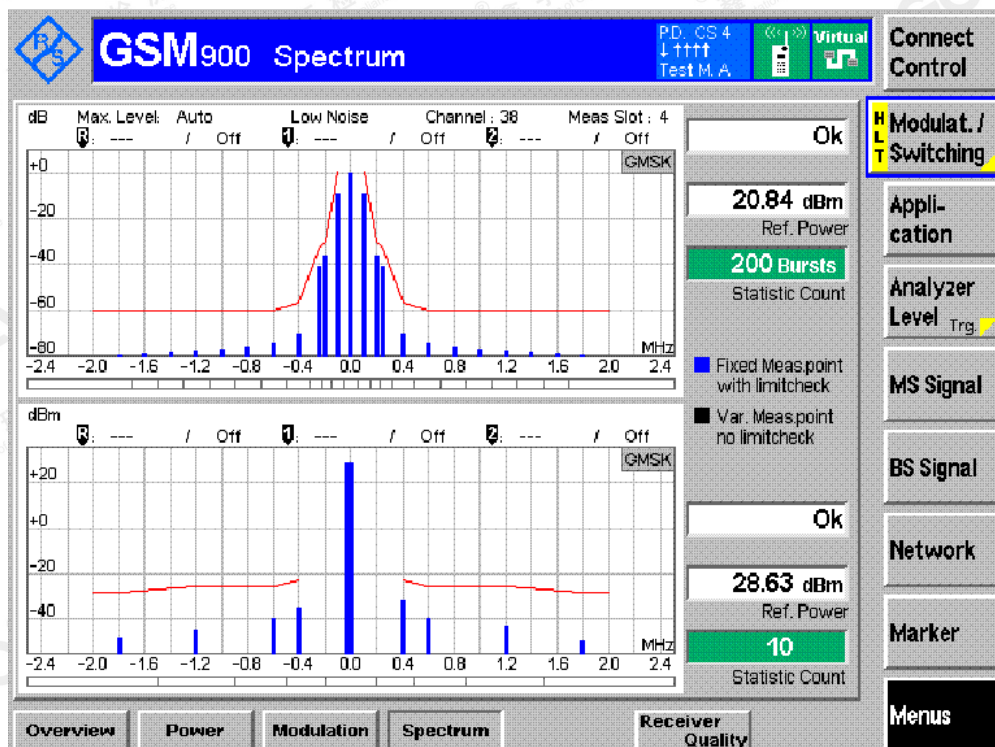 R/S
GSM900 Spectrum
P.D. CS 4
↓ ↑↑↑↑
Test M. A
Virtual
Connect
Control
HLT
Modulat. /
Switching
Appli-
cation
Analyzer
Level Trg.
MS Signal
BS Signal
Network
Marker
Menus
dB Max. Level: Auto Low Noise Channel : 38 Meas Slot : 4
R: --- / Off 1: --- / Off 2: --- / Off
GMSK
+0
-20
-40
-60
-80
MHz
-2.4 -2.0 -1.6 -1.2 -0.8 -0.4 0.0 0.4 0.8 1.2 1.6 2.0 2.4
Ok
20.84 dBm
Ref. Power
200 Bursts
Statistic Count
Fixed Meas.point
with limitcheck
Var. Meas.point
no limitcheck
dBm
R: --- / Off 1: --- / Off 2: --- / Off
GMSK
+20
+0
-20
-40
MHz
-2.4 -2.0 -1.6 -1.2 -0.8 -0.4 0.0 0.4 0.8 1.2 1.6 2.0 2.4
Ok
28.63 dBm
Ref. Power
10
Statistic Count
Overview
Power
Modulation
Spectrum
Receiver
Quality